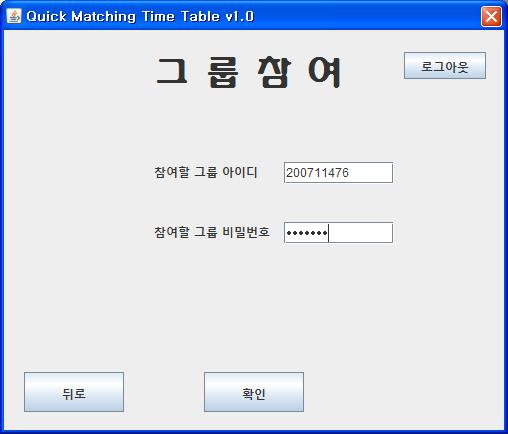 Quick Matching Time Table v1.0
그 룹 참 여
로그아웃
참여할 그룹 아이디
200711476
참여할 그룹 비밀번호
•••••••
뒤로
확인